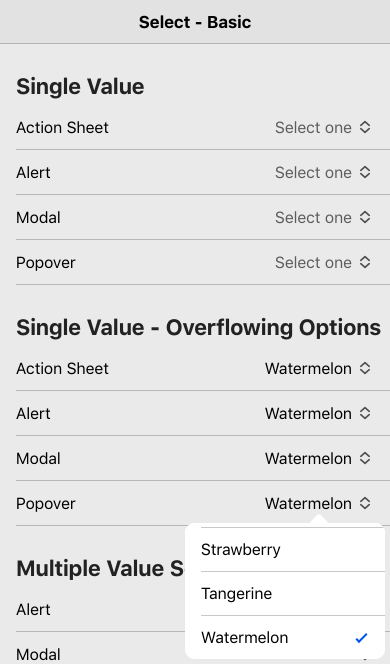 Select - Basic
Single Value
Action Sheet Select one
Alert Select one
Modal Select one
Popover Select one
Single Value - Overflowing Options
Action Sheet Watermelon
Alert Watermelon
Modal Watermelon
Popover Watermelon
Strawberry
Multiple Value S
Tangerine
Alert
Watermelon
Modal